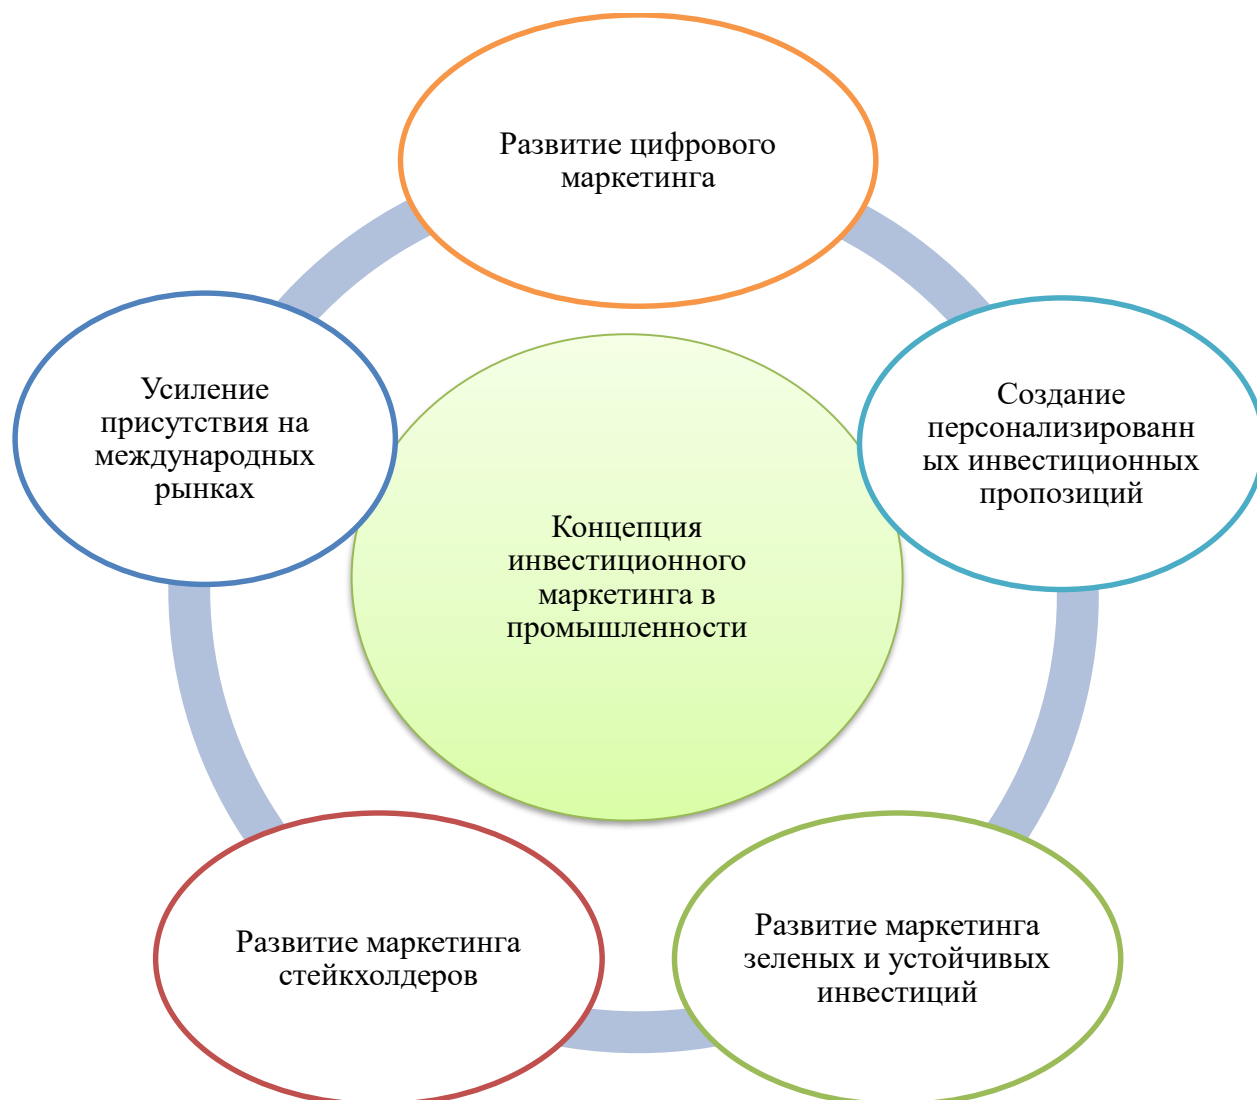 Развитие цифрового
маркетинга
Усиление
присутствия на
международных
рынках
Создание
персонализированн
ых инвестиционных
пропозиций
Концепция
инвестиционного
маркетинга в
промышленности
Развитие маркетинга
стейкхолдеров
Развитие маркетинга
зеленых и устойчивых
инвестиций